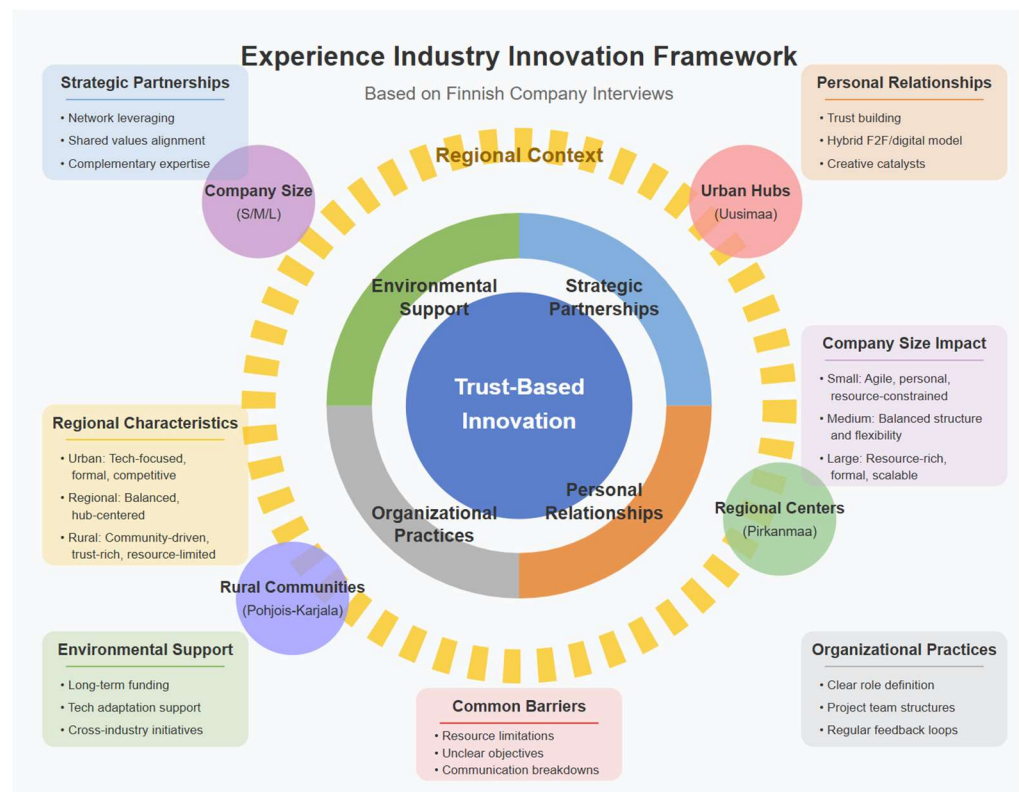 Experience Industry Innovation Framework
Based on Finnish Company Interviews
Strategic Partnerships
• Network leveraging
• Shared values alignment
• Complementary expertise
Personal Relationships
• Trust building
• Hybrid F2F/digital model
• Creative catalysts
Regional Context
Company Size
(S/M/L)
Urban Hubs
(Uusimaa)
Environmental
Support
Strategic
Partnerships
Trust-Based
Innovation
Organizational
Practices
Personal
Relationships
Company Size Impact
• Small: Agile, personal,
resource-constrained
• Medium: Balanced structure
and flexibility
• Large: Resource-rich,
formal, scalable
Regional Characteristics
• Urban: Tech-focused,
formal, competitive
• Regional: Balanced,
hub-centered
• Rural: Community-driven,
trust-rich, resource-limited
Regional Centers
(Pirkanmaa)
Rural Communities
(Pohjois-Karjala)
Environmental Support
• Long-term funding
• Tech adaptation support
• Cross-industry initiatives
Organizational Practices
• Clear role definition
• Project team structures
• Regular feedback loops
Common Barriers
• Resource limitations
• Unclear objectives
• Communication breakdowns